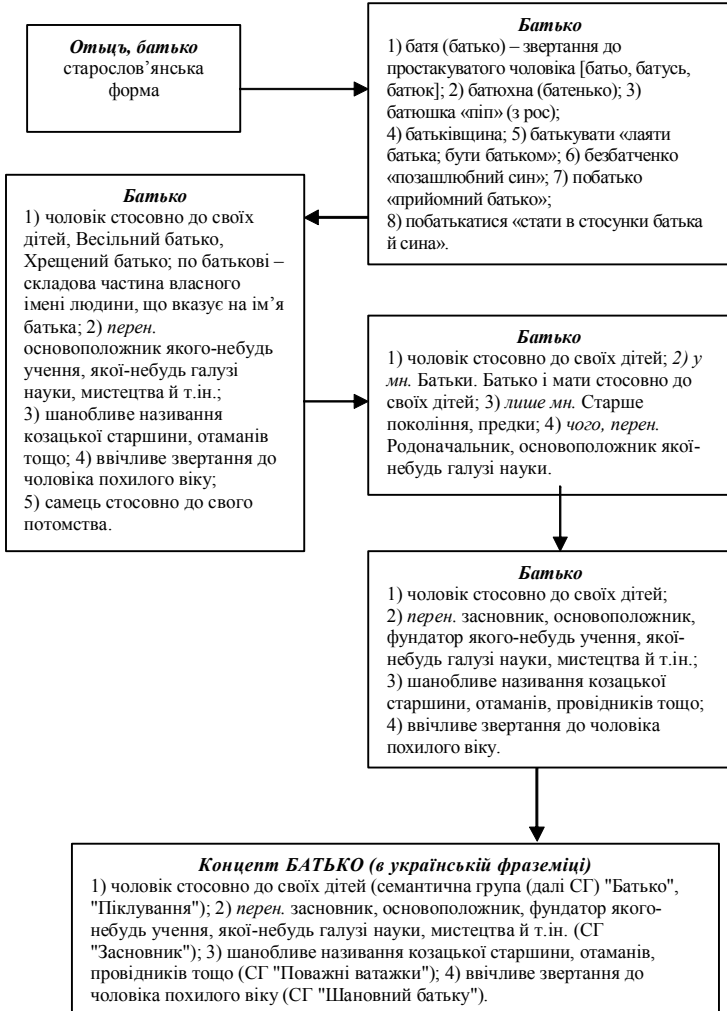 Отьцъ, батько
старослов’янська
форма
Батько
1) батя (батько) – звертання до
простакуватого чоловіка [батьо, батусь,
батюк]; 2) батюхна (батенько); 3)
батюшка «піп» (з рос);
4) батьківщина; 5) батькувати «лаяти
батька; бути батьком»; 6) безбатченко
«позашлюбний син»; 7) побатько
«прийомний батько»;
8) побатькатися «стати в стосунки батька
й сина».
Батько
1) чоловік стосовно до своїх
дітей, Весільний батько,
Хрещений батько; по батькові –
складова частина власного
імені людини, що вказує на ім’я
батька; 2) перен.
основоположник якого-небудь
учення, якої-небудь галузі
науки, мистецтва й т.ін.;
3) шанобливе називання
козацької старшини, отаманів
тощо; 4) ввічливе звертання до
чоловіка похилого віку;
5) самець стосовно до свого
потомства.
Батько
1) чоловік стосовно до своїх дітей; 2) у
мн. Батьки. Батько і мати стосовно до
своїх дітей; 3) лише мн. Старше
покоління, предки; 4) чого, перен.
Родоначальник, основоположник якої-
небудь галузі науки.
Батько
1) чоловік стосовно до своїх дітей;
2) перен. засновник, основоположник,
фундатор якого-небудь учення, якої-
небудь галузі науки, мистецтва й т.ін.;
3) шанобливе називання козацької
старшини, отаманів, провідників тощо;
4) ввічливе звертання до чоловіка
похилого віку.
Концепт БАТЬКО (в українській фраземіці)
1) чоловік стосовно до своїх дітей (семантична група (далі СГ) "Батько",
"Піклування"); 2) перен. засновник, основоположник, фундатор якого-
небудь учення, якої-небудь галузі науки, мистецтва й т.ін. (СГ
"Засновник"); 3) шанобливе називання козацької старшини, отаманів,
провідників тощо (СГ "Поважні ватажки"); 4) ввічливе звертання до
чоловіка похилого віку (СГ "Шановний батьку").